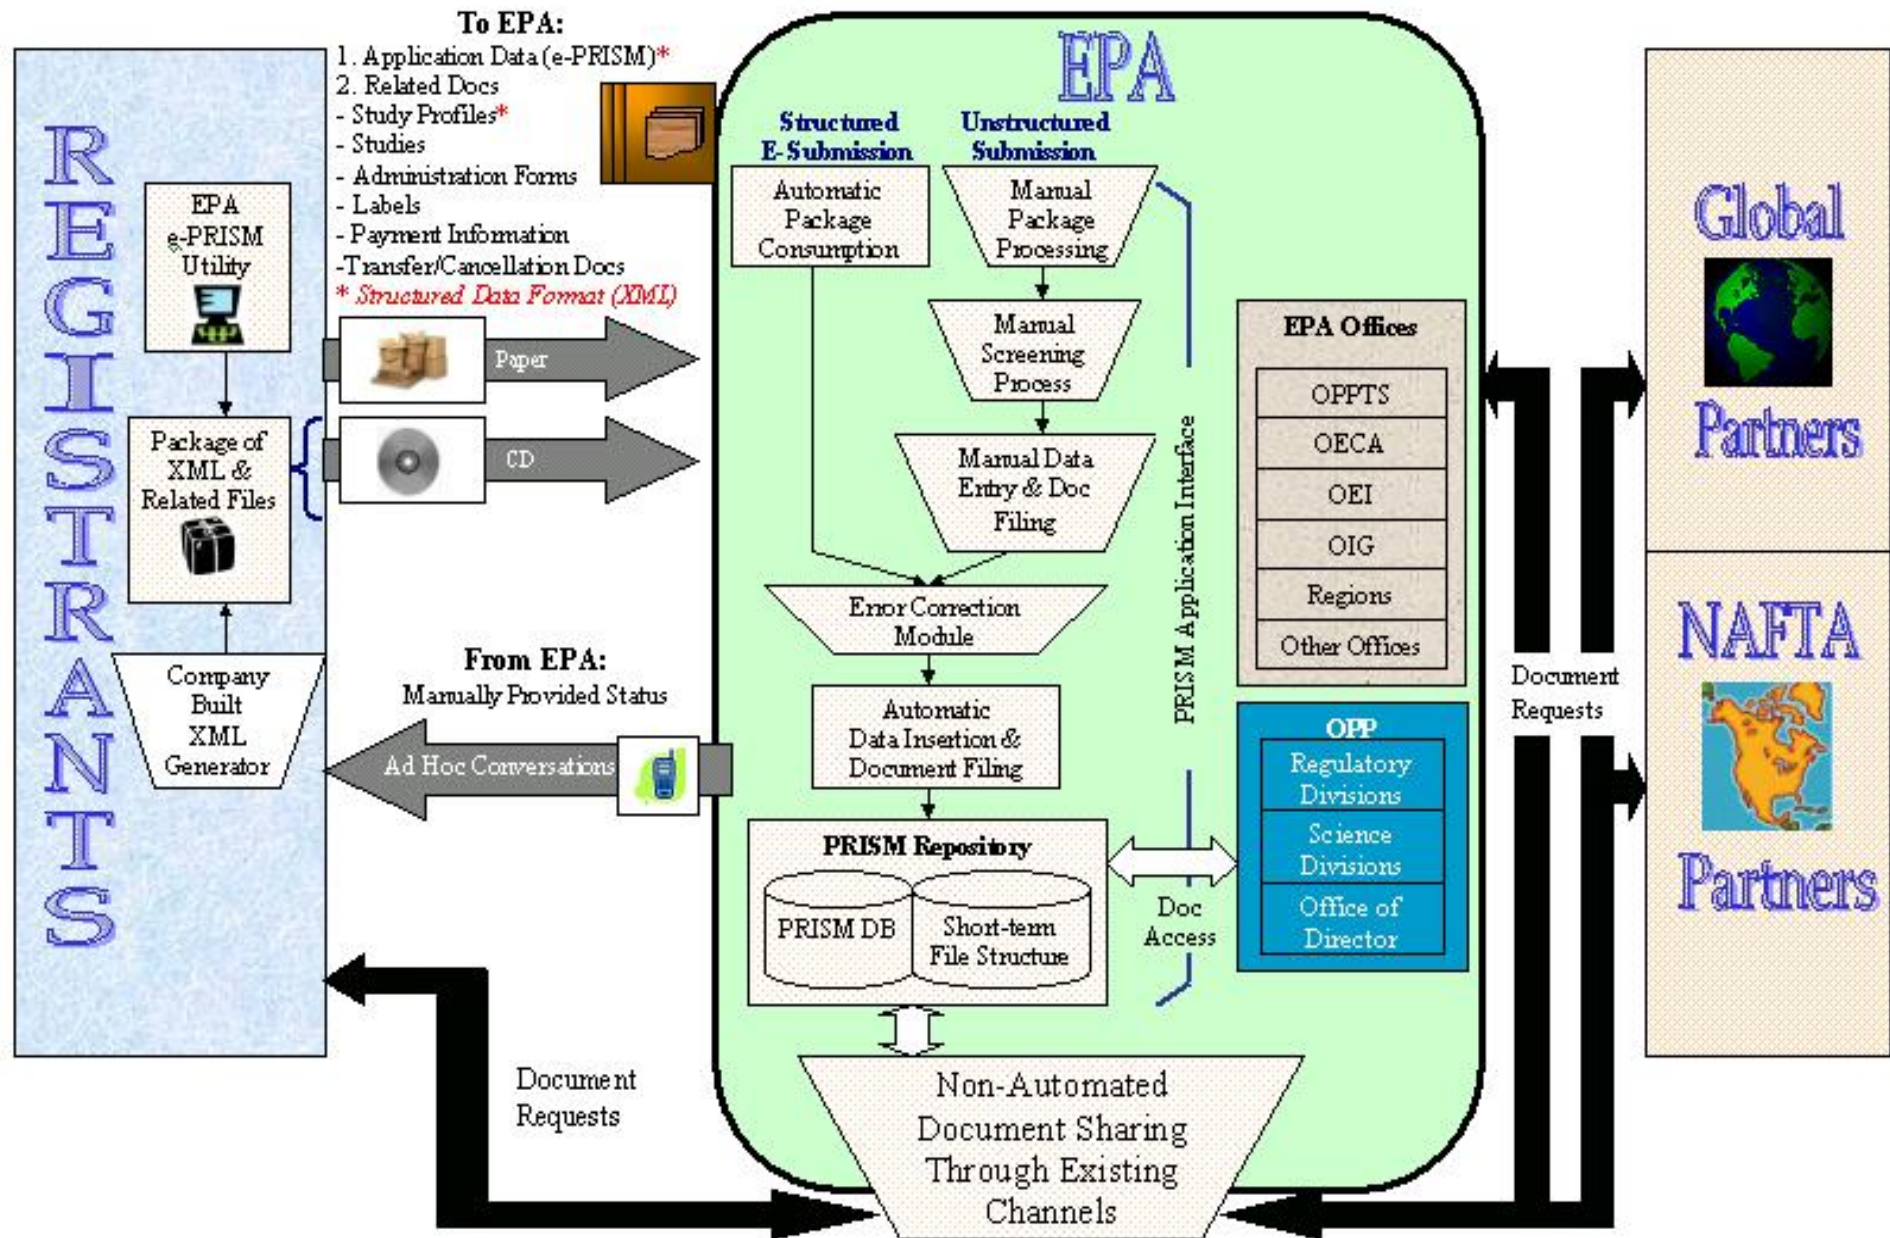 REGISTRANTS
EPA
e-PRISM
Utility
Package of
XML &
Related Files
Company
Built
XML
Generator
To EPA:
1. Application Data (e-PRISM)*
2. Related Docs
- Study Profiles*
- Studies
- Administration Forms
- Labels
- Payment Information
-Transfer/Cancellation Docs
* Structured Data Format (XML)
Paper
CD
From EPA:
Manually Provided Status
Ad Hoc Conversations
Document
Requests
EPA
Structured
E-Submission
Automatic
Package
Consumption
Unstructured
Submission
Manual
Package
Processing
Manual
Screening
Process
Manual Data
Entry & Doc
Filing
Error Correction
Module
Automatic
Data Insertion &
Document Filing
PRISM Repository
PRISM DB
Short-term
File Structure
PRISM Application Interface
Doc
Access
EPA Offices
OPPTS
OECA
OEI
OIG
Regions
Other Offices
OPP
Regulatory
Divisions
Science
Divisions
Office of
Director
Non-Automated
Document Sharing
Through Existing
Channels
Document
Requests
Global
Partners
NAFTA
Partners